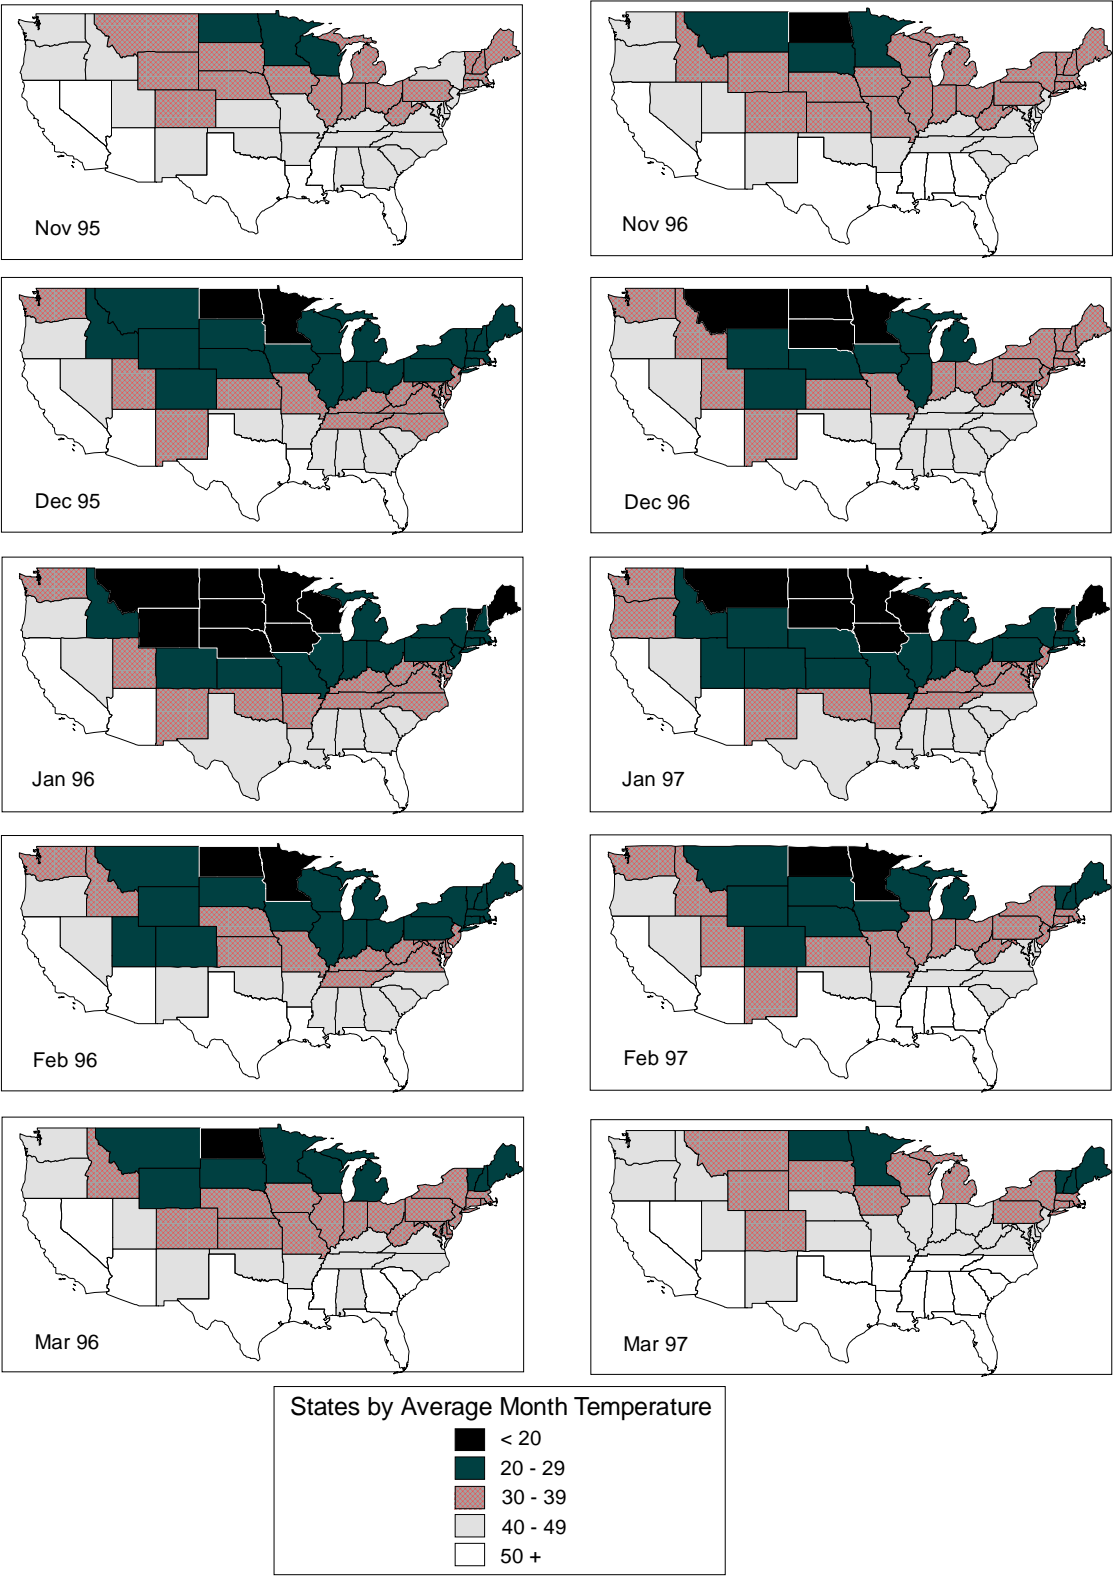 Nov 95
Nov 96
Dec 95
Dec 96
Jan 96
Jan 97
Feb 96
Feb 97
Mar 96
Mar 97
States by Average Month Temperature
< 20
20 - 29
30 - 39
40 - 49
50 +